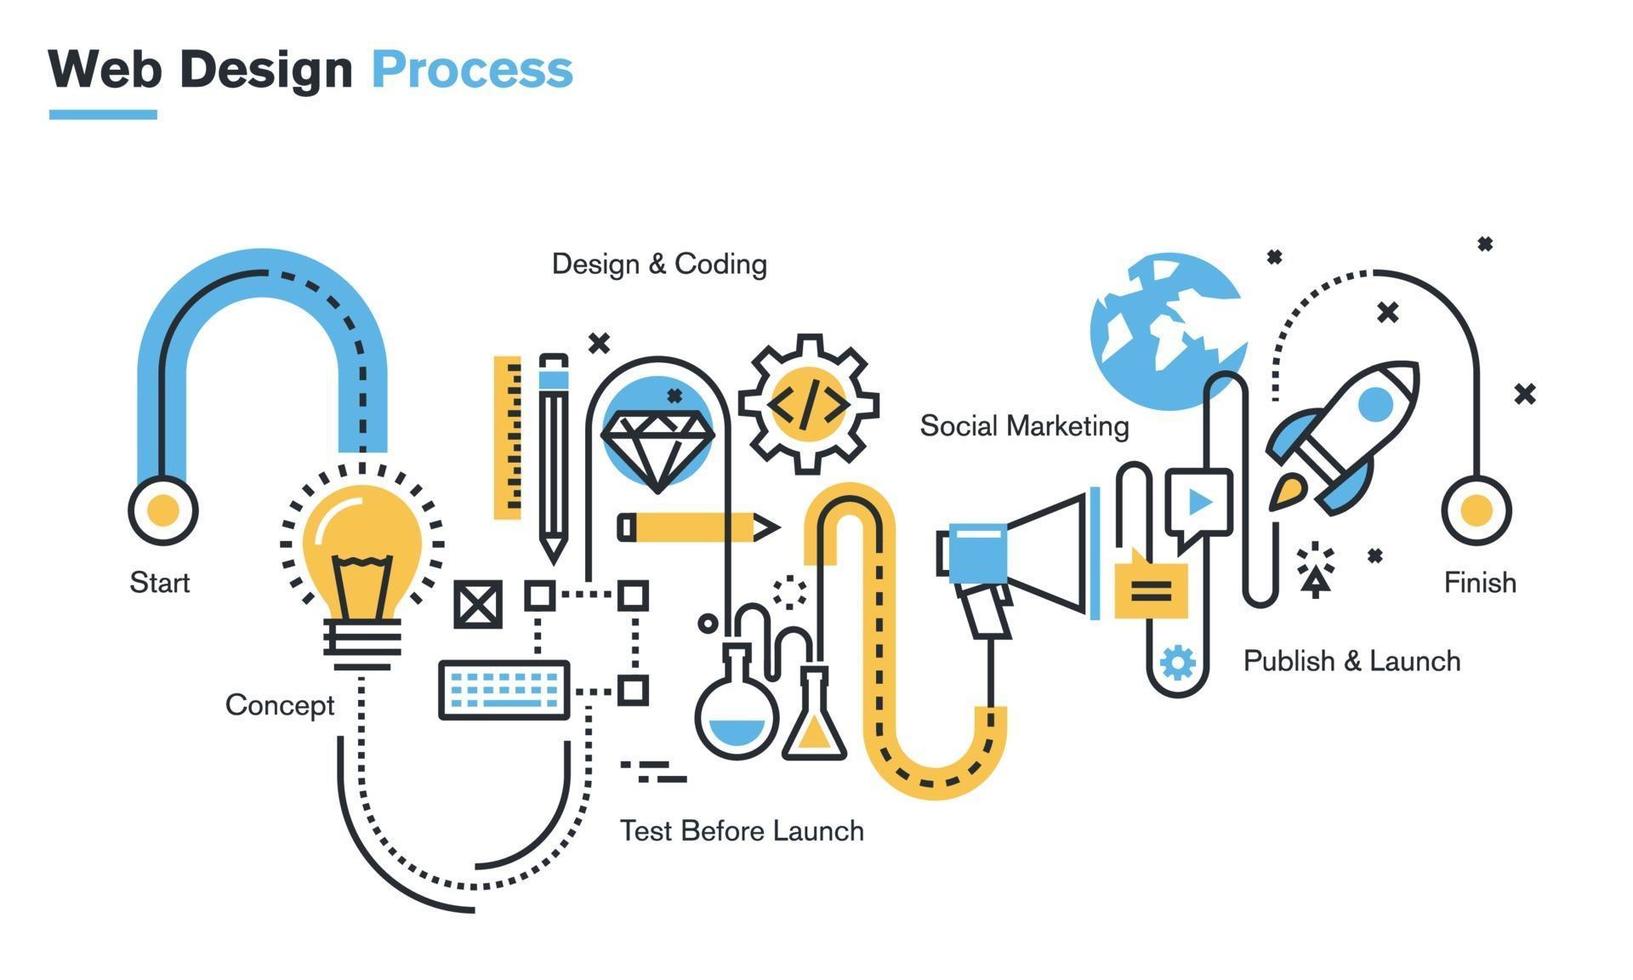 Web Design Process
Start
Concept
Design & Coding
Test Before Launch
Social Marketing
Publish & Launch
Finish